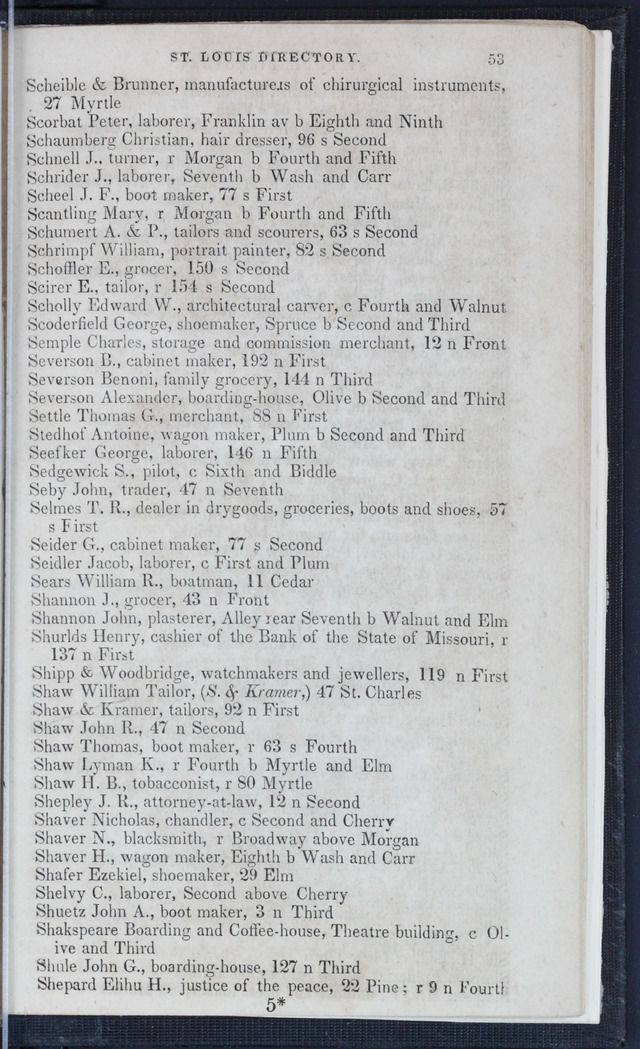 ST. LOUIS DIRECTORY. 53
Scheible & Brunner, manufacturers of chirurgical instruments,
27 Myrtle
Scorbat Peter, laborer, Franklin av b Eighth and Ninth
Schaumberg Christian, hair dresser, 96 s Second
Schnell J., turner, r Morgan b Fourth and Fifth
Schrider J., laborer, Seventh b Wash and Carr
Scheel J. F., boot maker, 77 s First
Scantling Mary, r Morgan b Fourth and Fifth
Schumert A. & P., tailors and scourers, 63 s Second
Schrimpf William, portrait painter, 82 s Second
Schoffler E., grocer, 150 s Second
Scirer E., tailor, r 154 s Second
Scholly Edward W., architectural carver, c Fourth and Walnut
Scoderfield George, shoemaker, Spruce b Second and Third
Semple Charles, storage and commission merchant, 12 n Front
Severson B., cabinet maker, 192 n First
Severson Benoni, family grocery, 144 n Third
Severson Alexander, boarding-house, Olive b Second and Third
Settle Thomas G., merchant, 88 n First
Stedhof Antoine, wagon maker, Plum b Second and Third
Seefker George, laborer, 146 n Fifth
Sedgewick S., pilot, c Sixth and Biddle
Seby John, trader, 47 n Seventh
Selmes T. R., dealer in drygoods, groceries, boots and shoes, 57
s First
Seider G., cabinet maker, 77 s Second
Seidler Jacob, laborer, c First and Plum
Sears William R., boatman, 11 Cedar
Shannon J., grocer, 43 n Front
Shannon John, plasterer, Alley rear Seventh b Walnut and Elm
Shurlds Henry, cashier of the Bank of the State of Missouri, r
137 n First
Shipp & Woodbridge, watchmakers and jewellers, 119 n First
Shaw William Tailor, (S. & Kramer,) 47 St. Charles
Shaw & Kramer, tailors, 92 n First
Shaw John R., 47 n Second
Shaw Thomas, boot maker, r 63 s Fourth
Shaw Lyman K., r Fourth b Myrtle and Elm
Shaw H. B., tobacconist, r 80 Myrtle
Shepley J. R., attorney-at-law, 12 n Second
Shaver Nicholas, chandler, c Second and Cherry
Shaver N., blacksmith, r Broadway above Morgan
Shaver H., wagon maker, Eighth b Wash and Carr
Shafer Ezekiel, shoemaker, 29 Elm
Shelvy C., laborer, Second above Cherry
Shuetz John A., boot maker, 3 n Third
Shakspeare Boarding and Coffee-house, Theatre building, c Ol-
ive and Third
Shule John G., boarding-house, 127 n Third
Shepard Elihu H., justice of the peace, 22 Pine; r 9 n Fourth
5*